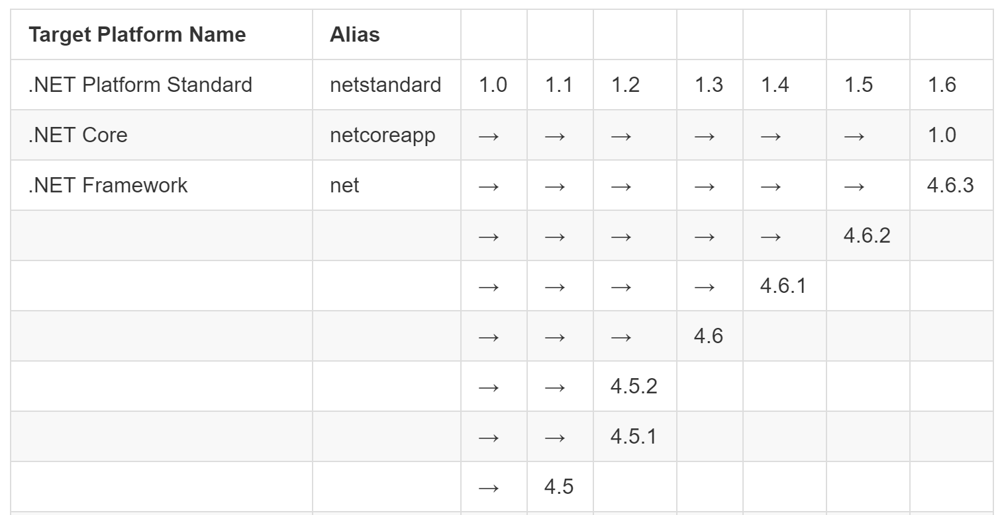 Target Platform Name Alias
.NET Platform Standard netstandard 1.0 1.1 1.2 1.3 1.4 1.5 1.6
.NET Core netcoreapp → → → → → → 1.0
.NET Framework net → → → → → → 4.6.3
→ → → → → 4.6.2
→ → → → 4.6.1
→ → → 4.6
→ → 4.5.2
→ → 4.5.1
→ 4.5